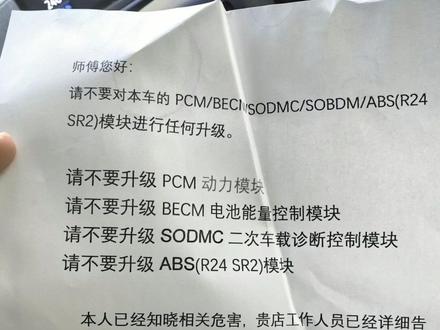 师傅您好：
请不要对本车的 PCM/BECM/SODMC/SOBDM/ABS(R24
SR2)模块进行任何升级。
请不要升级 PCM 动力模块
请不要升级 BECM 电池能量控制模块
请不要升级 SODMC 二次车载诊断控制模块
请不要升级 ABS(R24 SR2)模块
本人已经知晓相关危害，贵店工作人员已经详细告